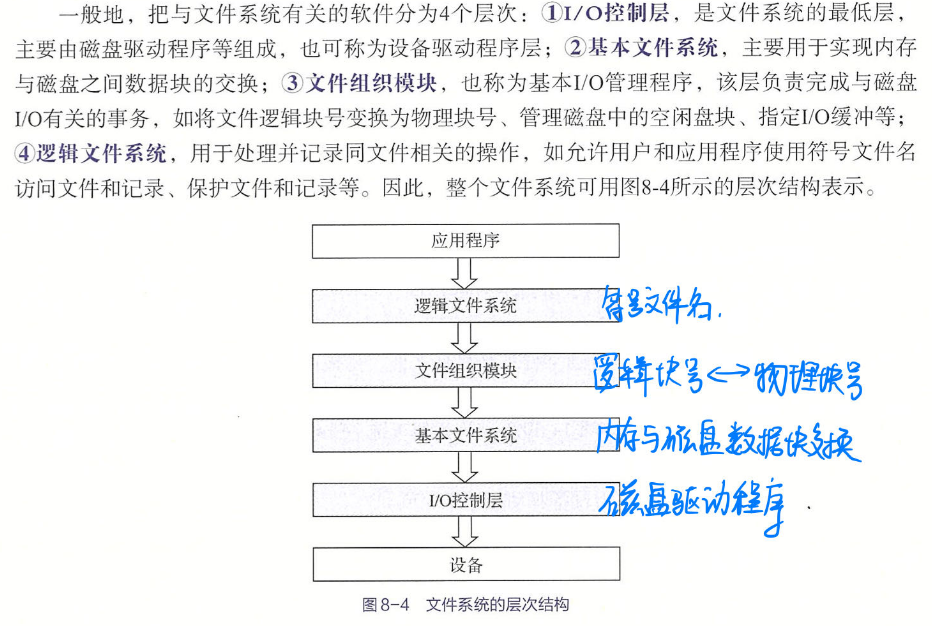 一般地，把与文件系统有关的软件分为4个层次：①I/O控制层，是文件系统的最低层，
主要由磁盘驱动程序等组成，也可称为设备驱动程序层；②基本文件系统，主要用于实现内存
与磁盘之间数据块的交换；③文件组织模块，也称为基本I/O管理程序，该层负责完成与磁盘
I/O有关的事务，如将文件逻辑块号变换为物理块号、管理磁盘中的空闲盘块、指定I/O缓冲等；
④逻辑文件系统，用于处理并记录同文件相关的操作，如允许用户和应用程序使用符号文件名
访问文件和记录、保护文件和记录等。因此，整个文件系统可用图8-4所示的层次结构表示。
应用程序
逻辑文件系统 符号文件名.
文件组织模块 逻辑块号↔物理块号
基本文件系统 内存与磁盘数据块交换
I/O控制层 磁盘驱动程序
设备
图8-4 文件系统的层次结构